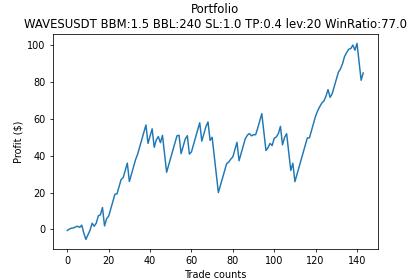 Portfolio
WAVESUSDT BBM:1.5 BBL:240 SL:1.0 TP:0.4 lev:20 WinRatio:77.0
100
80
60
40
20
0
Profit ($)
0 20 40 60 80 100 120 140
Trade counts